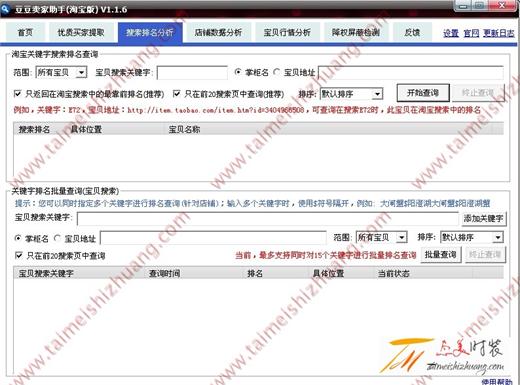 豆豆卖家助手(淘宝版) V1.1.6
首页 优质买家提取 搜索排名分析 店铺数据分析 宝贝行情分析 降权屏蔽检测 反馈 设置 官网 更新日志
淘宝关键字搜索排名查询
范围: 所有宝贝 宝贝搜索关键字: 掌柜名 宝贝地址
只返回在淘宝搜索中的最靠前排名(推荐) 只在前20搜索页中查询(推荐) 排序: 默认排序 开始查询 终止查询
例如，关键字：E72，宝贝地址：http://item.taobao.com/item.htm?id=3404986508，可查询在搜索E72时，此宝贝在淘宝搜索中的排名
搜索排名 具体位置 宝贝名称
关键字排名批量查询(宝贝搜索)
提示：您可以同时指定多个关键字进行排名查询(针对店铺)；输入多个关键字时，使用$符号隔开，例如: 大闸蟹$阳澄湖大闸蟹$阳澄湖蟹
宝贝搜索关键字: 添加关键字
掌柜名 宝贝地址 范围: 所有宝贝 排序: 默认排序
只在前20搜索页中查询 当前，最多支持同时对15个关键字进行批量排名查询 批量查询 终止查询
宝贝搜索关键字 查询时间 排名 具体位置 当前状态
www.taimeishizhuang.com
taimeishizhuang.com
使用帮助